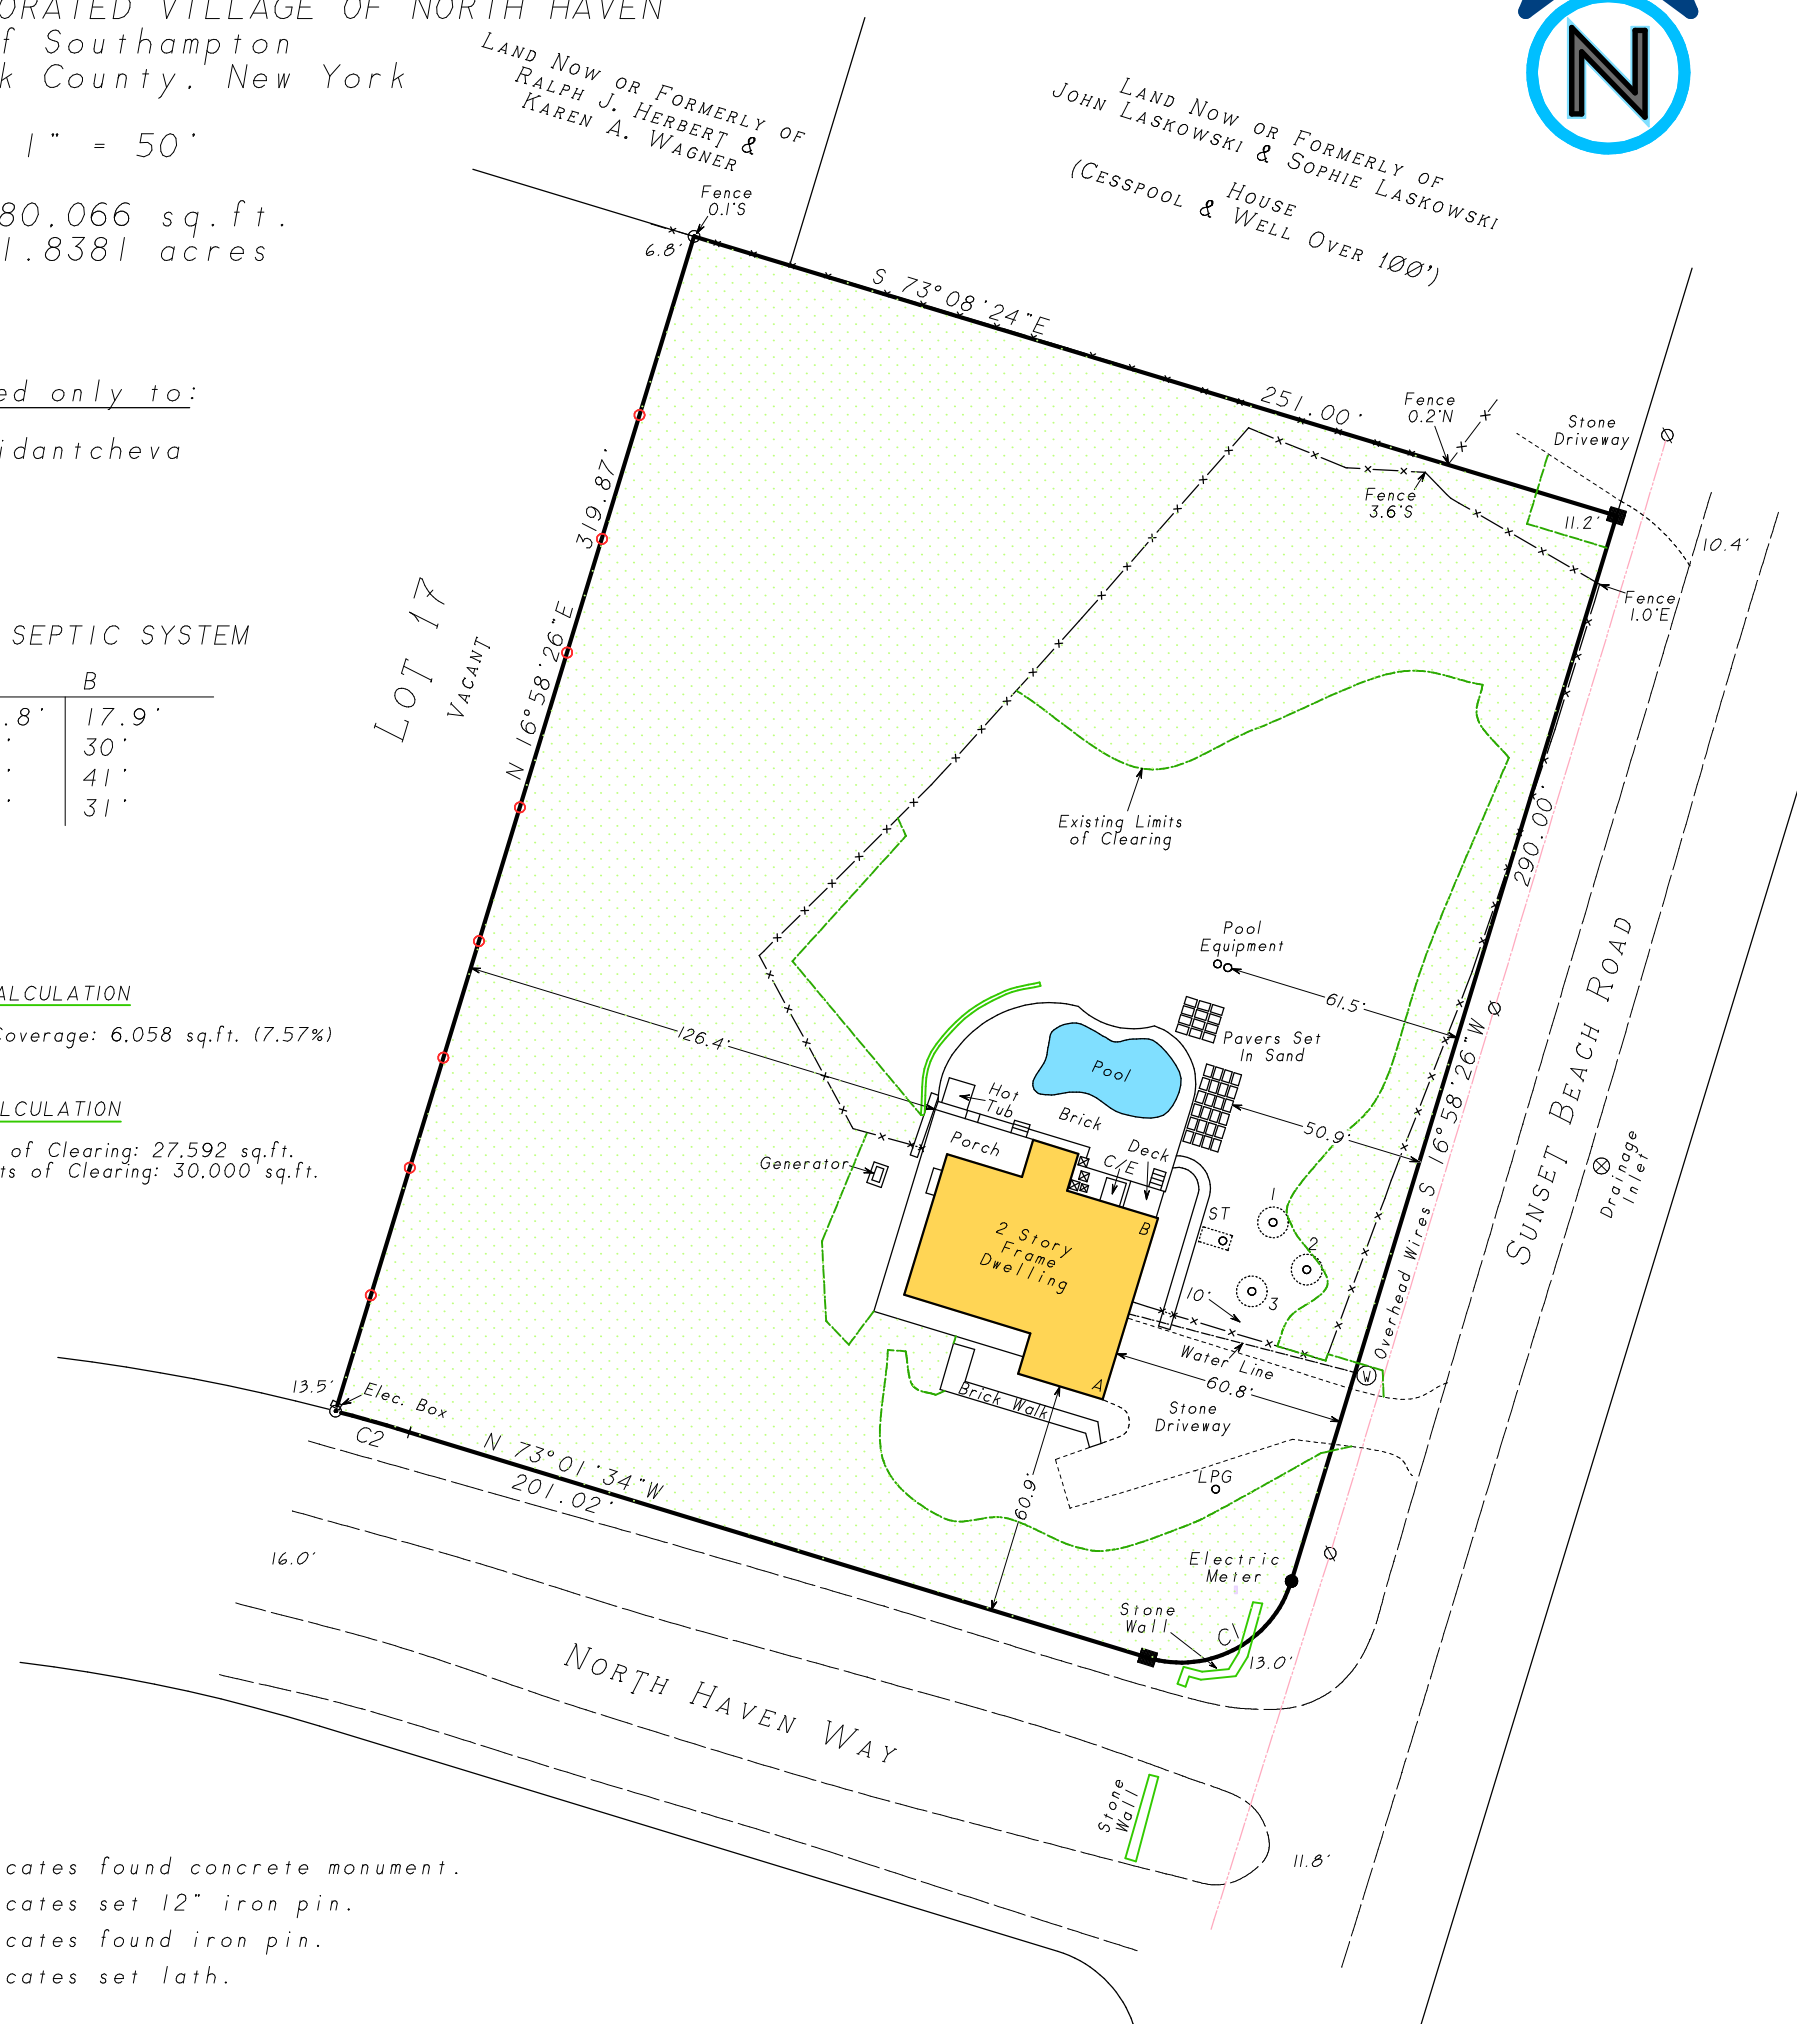 ORATED VILLAGE OF NORTH HAVEN
f Southampton
k County, New York
1" = 50'
80,066 sq.ft.
1.8381 acres
ed only to:
idantcheva
SEPTIC SYSTEM
B
.8' 17.9'
' 30'
' 41'
' 31'
ALCULATION
Coverage: 6,058 sq.ft. (7.57%)
LCULATION
of Clearing: 27,592 sq.ft.
ts of Clearing: 30,000 sq.ft.
cates found concrete monument.
cates set 12" iron pin.
cates found iron pin.
cates set lath.
N
LAND NOW OR FORMERLY OF
RALPH J. HERBERT &
KAREN A. WAGNER
LAND NOW OR FORMERLY OF
JOHN LASKOWSKI & SOPHIE LASKOWSKI
HOUSE
(CESSPOOL & WELL OVER 100')
Fence
0.1'S
6.8'
S 73°08'24"E
251.00'
Fence
0.2'N
Stone
Driveway
Fence
3.6'S
11.2'
10.4'
Fence
1.0'E
319.87'
N 16°58'26"E
LOT 17
VACANT
Existing Limits
of Clearing
290.00'
S 16°58'26"W
Overhead Wires
SUNSET BEACH ROAD
Drainage
Inlet
Pool
Equipment
61.5'
Pavers Set
In Sand
126.4'
Pool
Hot
Tub
Brick
Porch
Deck
C/E
50.9'
Generator
2 Story
Frame
Dwelling
B
A
ST
1
2
3
10'
Water Line
W
60.8'
Stone
Driveway
Brick Walk
LPG
60.9'
13.5'
Elec. Box
C2
N 73°01'34"W
201.02'
16.0'
Electric
Meter
Stone
Wall
C1
13.0'
NORTH HAVEN WAY
Stone
Wall
11.8'